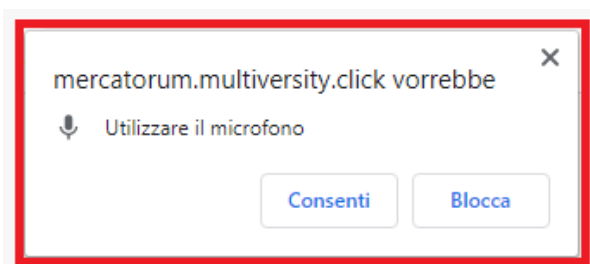 mercatorum.multiversity.click vorrebbe
Utilizzare il microfono
Consenti
Blocca